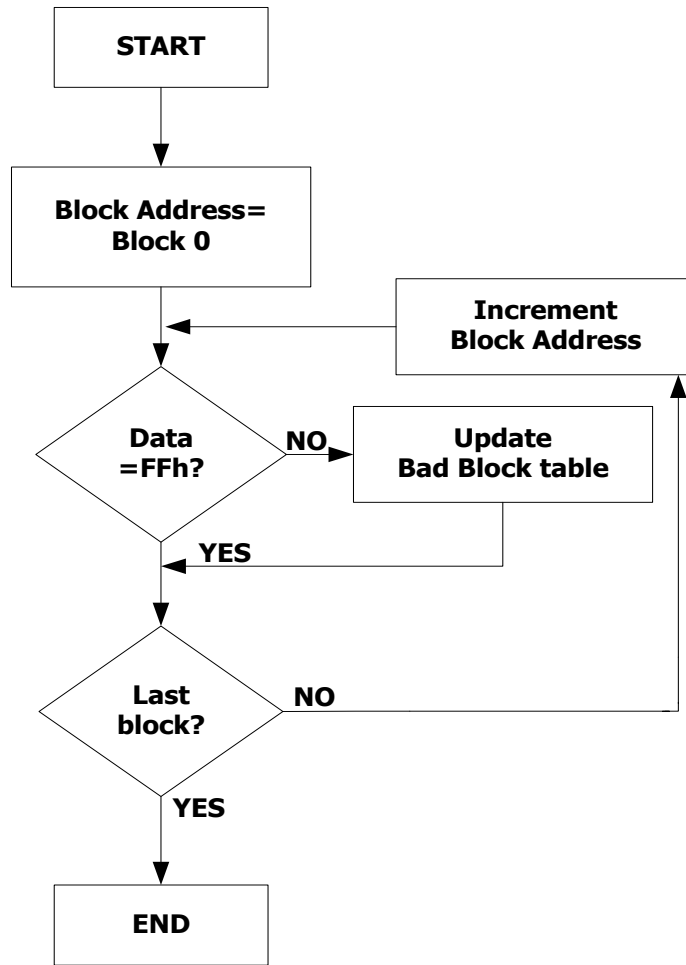 START
Block Address=
Block 0
Increment
Block Address
Data
=FFh?
NO
Update
Bad Block table
YES
Last
block?
NO
YES
END